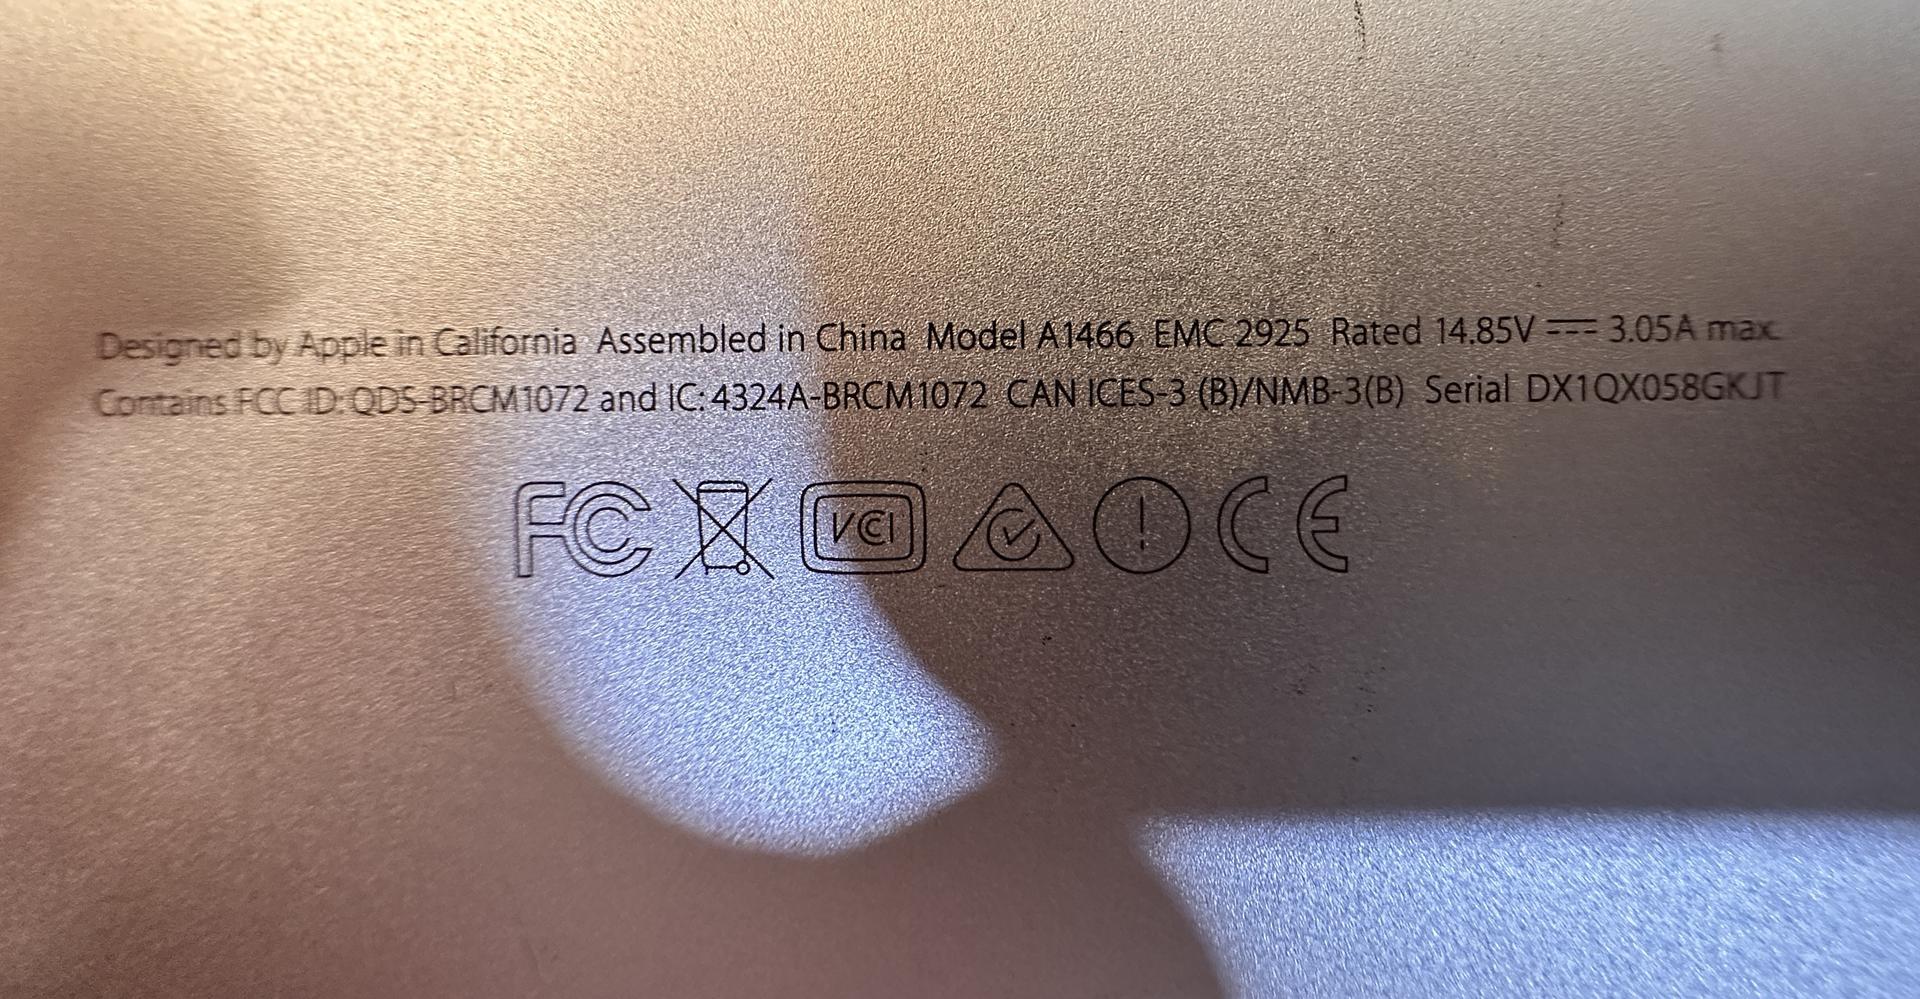 Designed by Apple in California Assembled in China Model A1466 EMC 2925 Rated 14.85V ⎓ 3.05A max.
Contains FCC ID: QDS-BRCM1072 and IC: 4324A-BRCM1072 CAN ICES-3 (B)/NMB-3(B) Serial DX1QX058GKJT
FC VCI ! CE